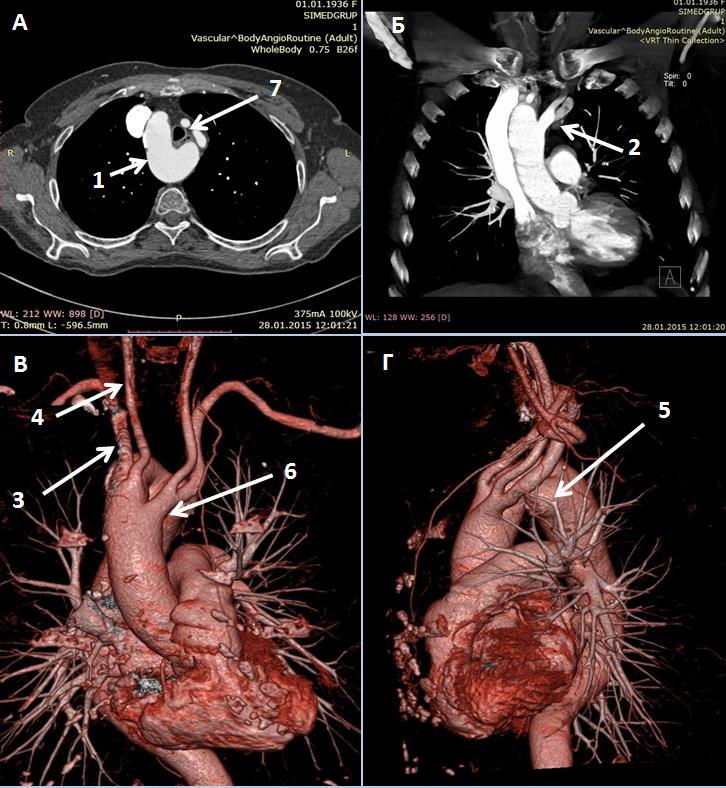 А
01.01.1936 F
SIMEDGRUP
1
Vascular^BodyAngioRoutine (Adult)
WholeBody 0.75 B26f
7
R
L
1
WL: 212 WW: 898 [D]
T: 0.8mm L: -596.5mm
P
375mA 100kV
28.01.2015 12:01:21
Б
01.01.1936 F
SIMEDGRUP
1
Vascular^BodyAngioRoutine (Adult)
<VRT Thin Collection>
Spin: 0
Tilt: 0
2
A
WL: 128 WW: 256 [D]
28.01.2015 12:01:20
В
4
3
6
Г
5